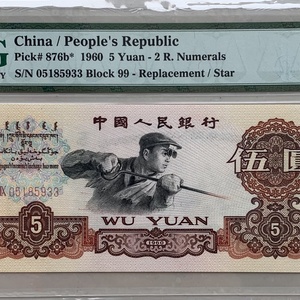 G
China / People's Republic
Pick# 876b* 1960 5 Yuan - 2 R. Numerals
S/N 05185933 Block 99 - Replacement / Star
中國人民銀行
伍圓
IX 05185933
5
WU YUAN
1960
5